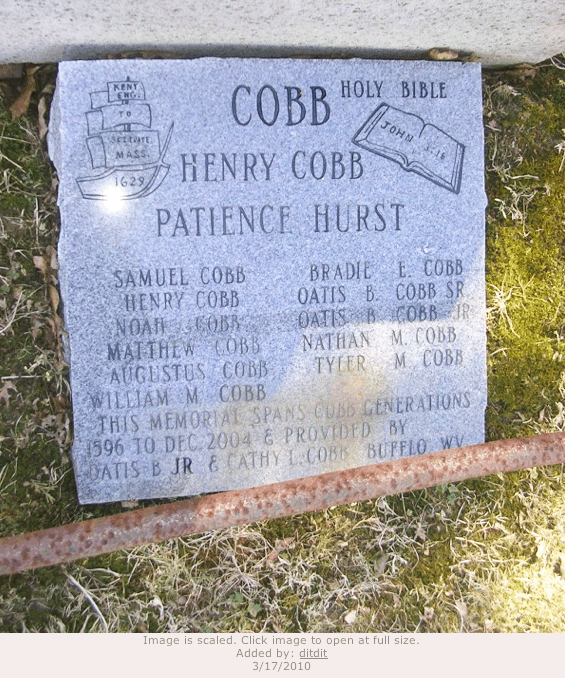 KENT
ENG.
TO
SCITUTE
MASS.
1629
COBB
HOLY BIBLE
JOHN 3-16
HENRY COBB
PATIENCE HURST
SAMUEL COBB
HENRY COBB
NOAH COBB
MATTHEW COBB
AUGUSTUS COBB
WILLIAM M COBB
BRADIE E. COBB
OATIS B. COBB SR
OATIS B. COBB JR
NATHAN M. COBB
TYLER M COBB
THIS MEMORIAL SPANS COBB GENERATIONS
1596 TO DEC. 2004 & PROVIDED BY
OATIS B JR & CATHY L. COBB BUFFLO WV
Image is scaled. Click image to open at full size.
Added by: ditdit
3/17/2010